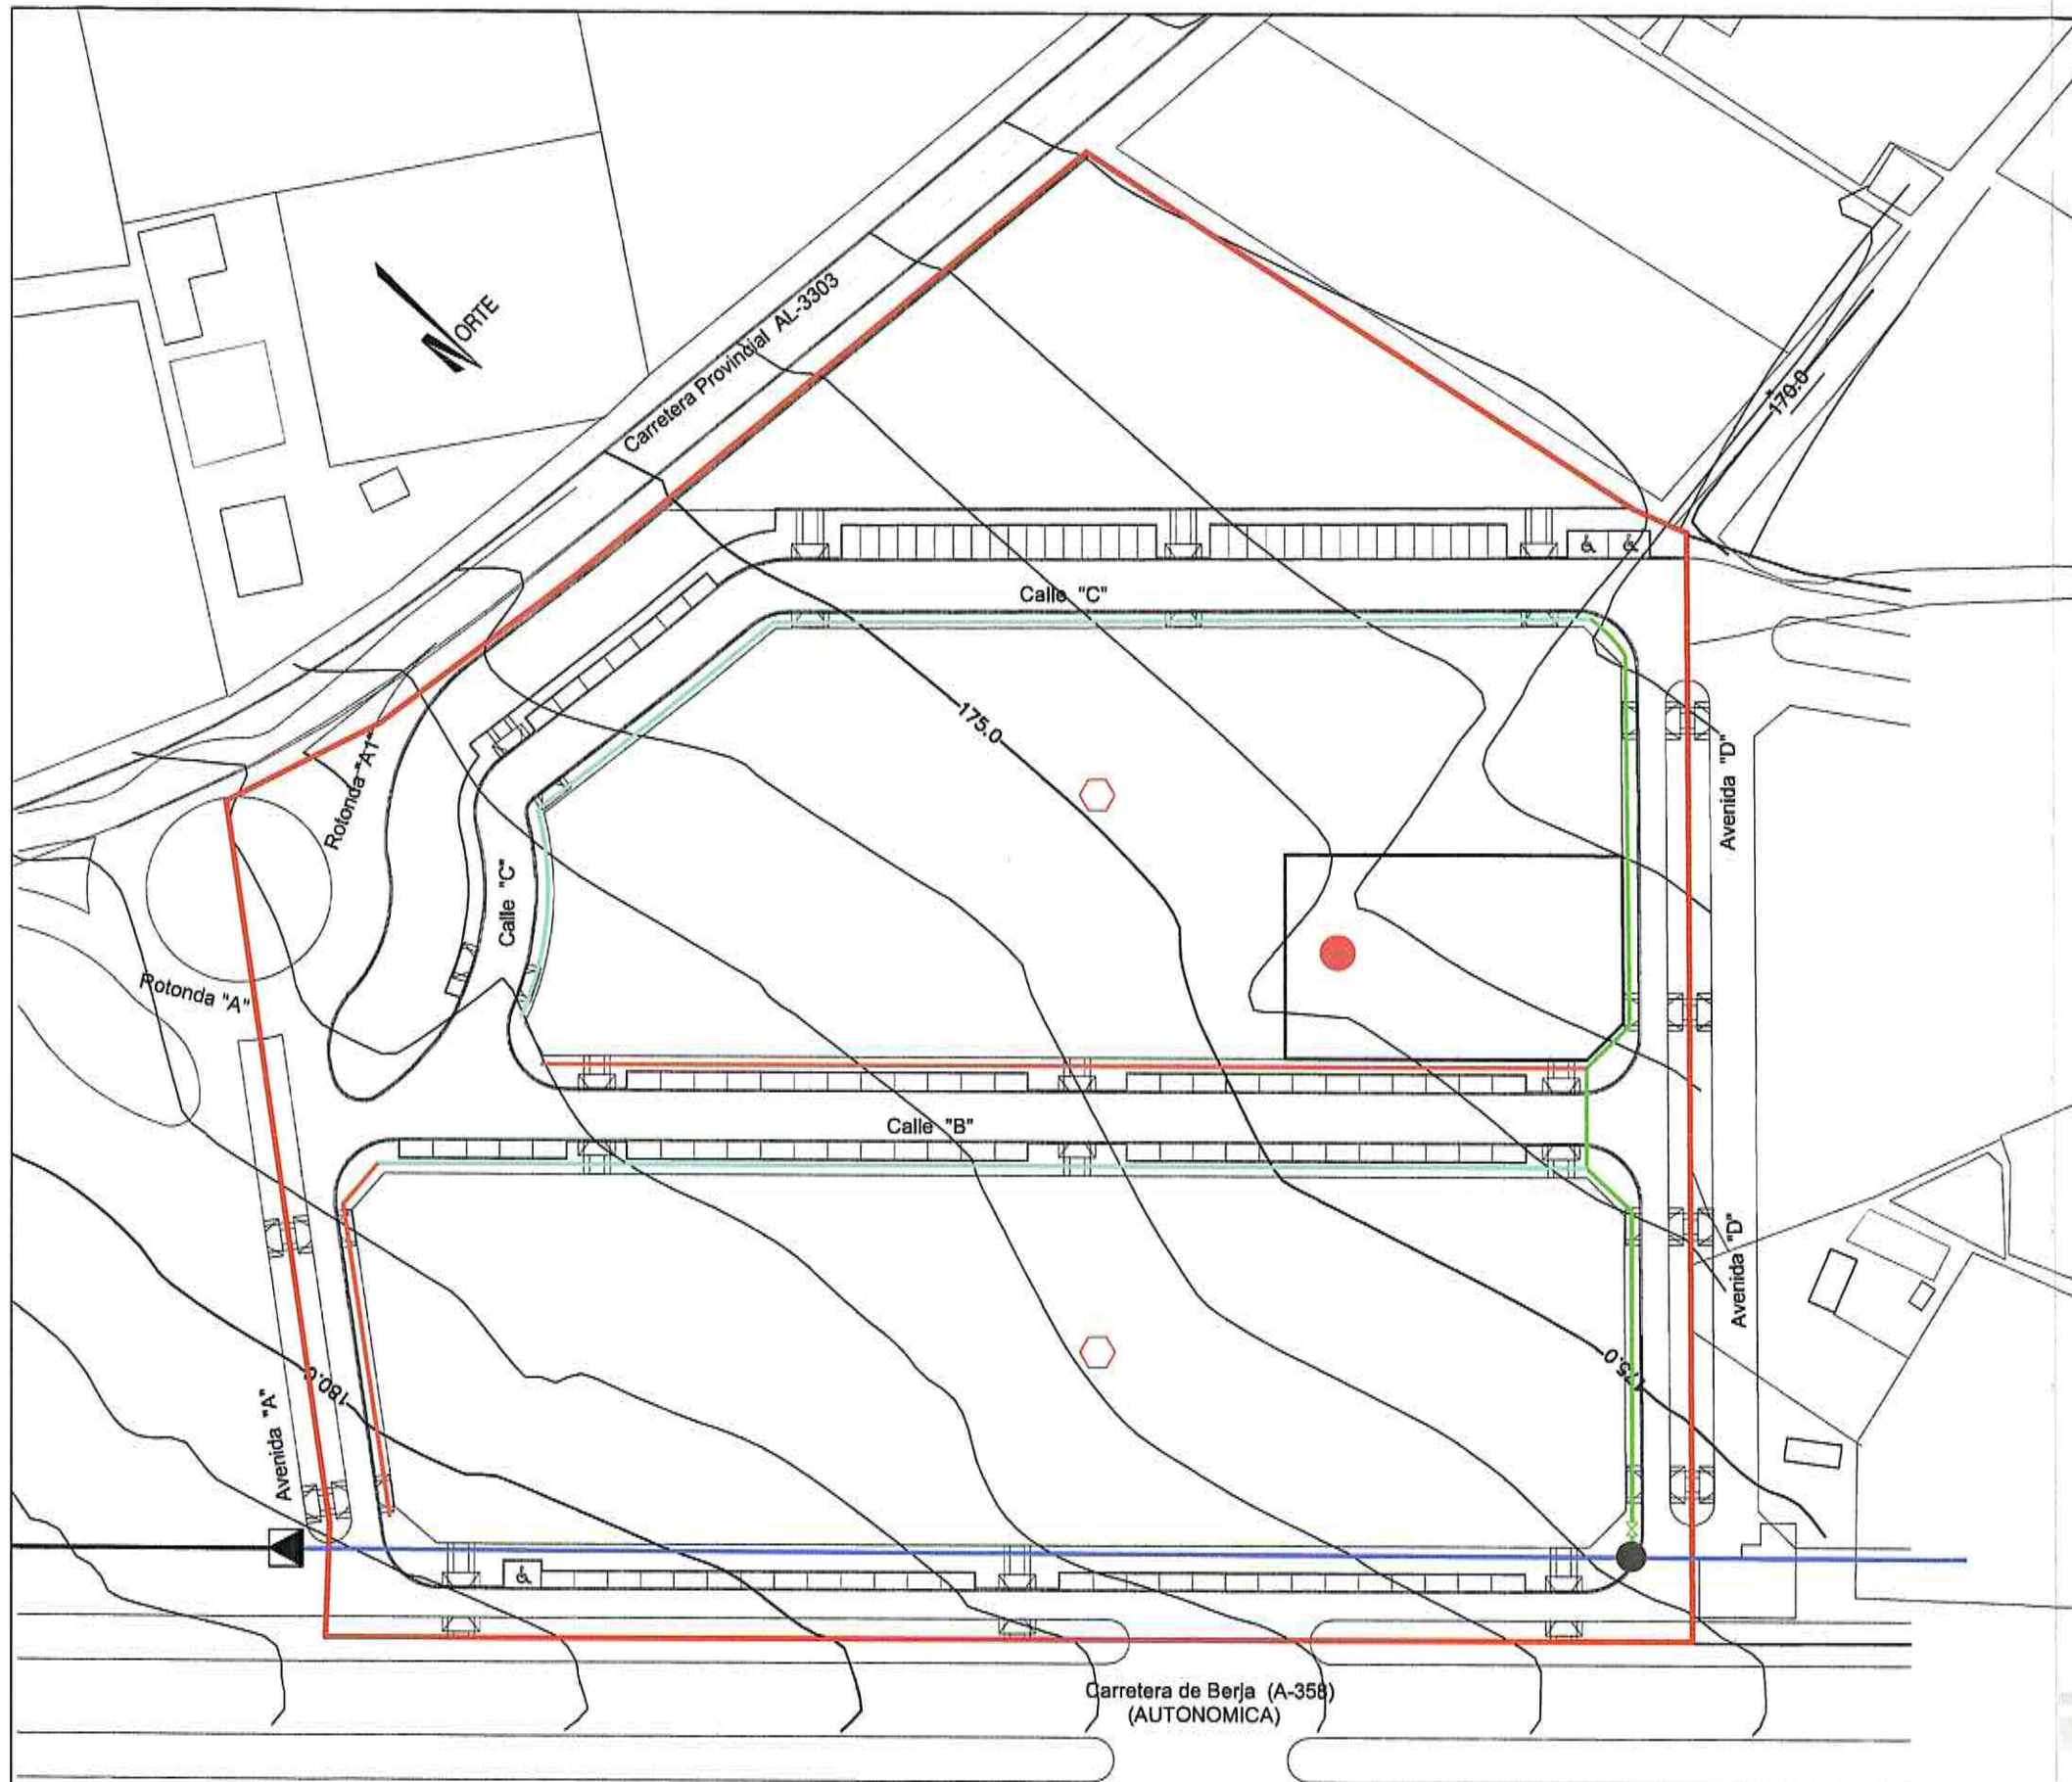 NORTE
Carretera Provincial AL-3303
170.0
Calle "C"
175.0
Rotonda "A1"
Avenida "D"
Calle "C"
Rotonda "A"
Calle "B"
Avenida "D"
175.0
180.0
Avenida "A"
Carretera de Berja (A-358)
(AUTONOMICA)